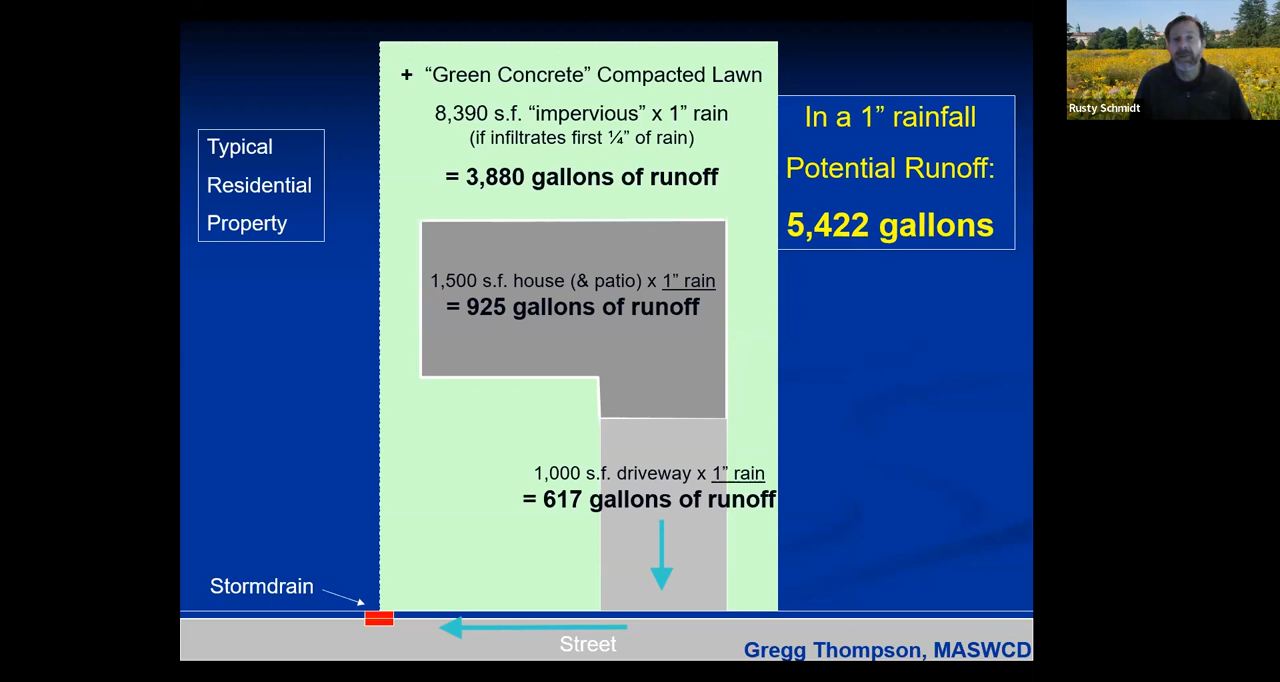 Rusty Schmidt
+ “Green Concrete” Compacted Lawn
8,390 s.f. “impervious” x 1” rain
(if infiltrates first ¼” of rain)
= 3,880 gallons of runoff
In a 1” rainfall
Potential Runoff:
5,422 gallons
Typical
Residential
Property
1,500 s.f. house (& patio) x 1” rain
= 925 gallons of runoff
1,000 s.f. driveway x 1” rain
= 617 gallons of runoff
Stormdrain
Street
Gregg Thompson, MASWCD